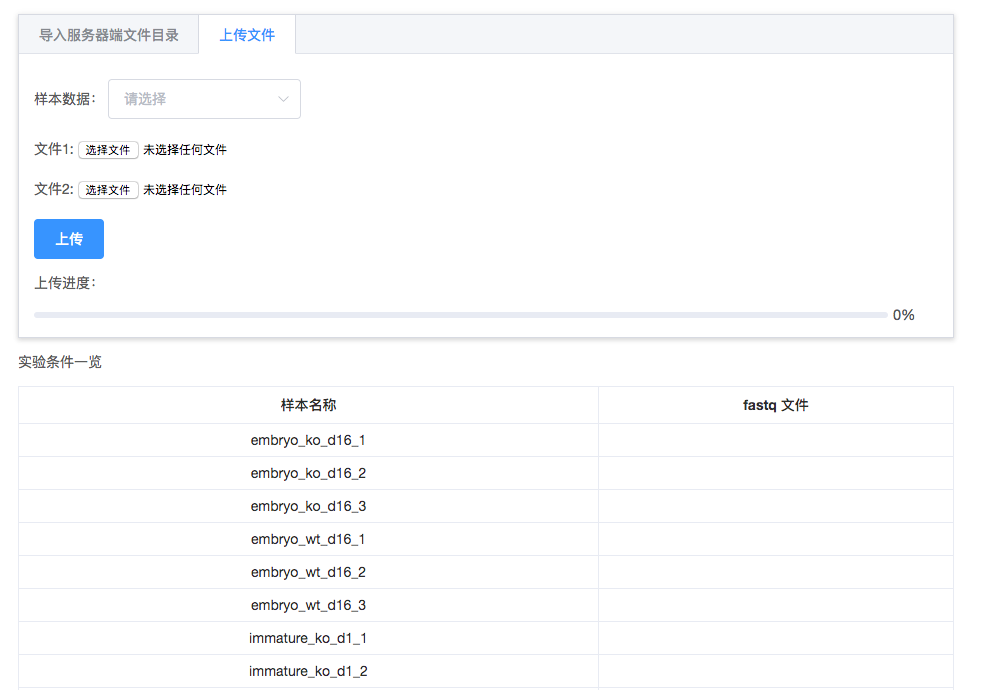 导入服务器端文件目录 上传文件
样本数据： 请选择
文件1: 选择文件 未选择任何文件
文件2: 选择文件 未选择任何文件
上传
上传进度：
0%
实验条件一览
样本名称 fastq 文件
embryo_ko_d16_1
embryo_ko_d16_2
embryo_ko_d16_3
embryo_wt_d16_1
embryo_wt_d16_2
embryo_wt_d16_3
immature_ko_d1_1
immature_ko_d1_2